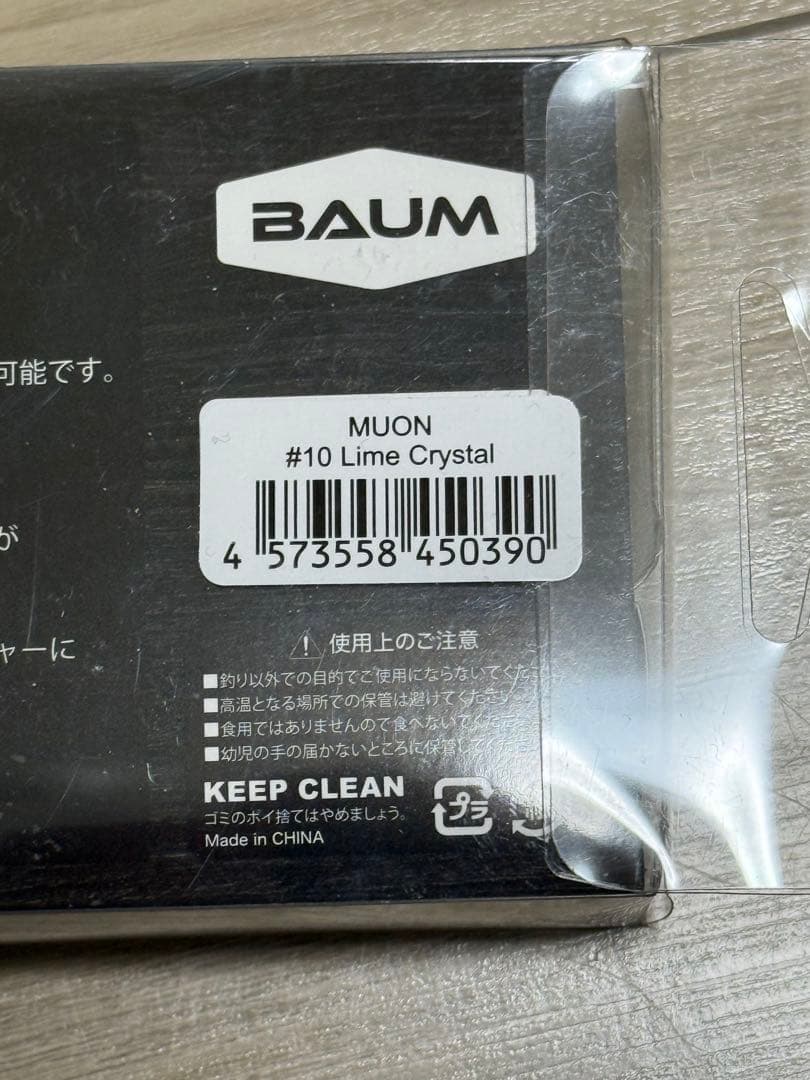 BAUM
可能です。
MUON
#10 Lime Crystal
4 573558 450390
が
ャーに
使用上のご注意
■釣り以外での目的でご使用にならないでくだ
■高温となる場所での保管は避けてください
■食用ではありませんので食べないでください
■幼児の手の届かないところに保管してくだ
KEEP CLEAN
ゴミのポイ捨てはやめましょう。
プラ
Made in CHINA